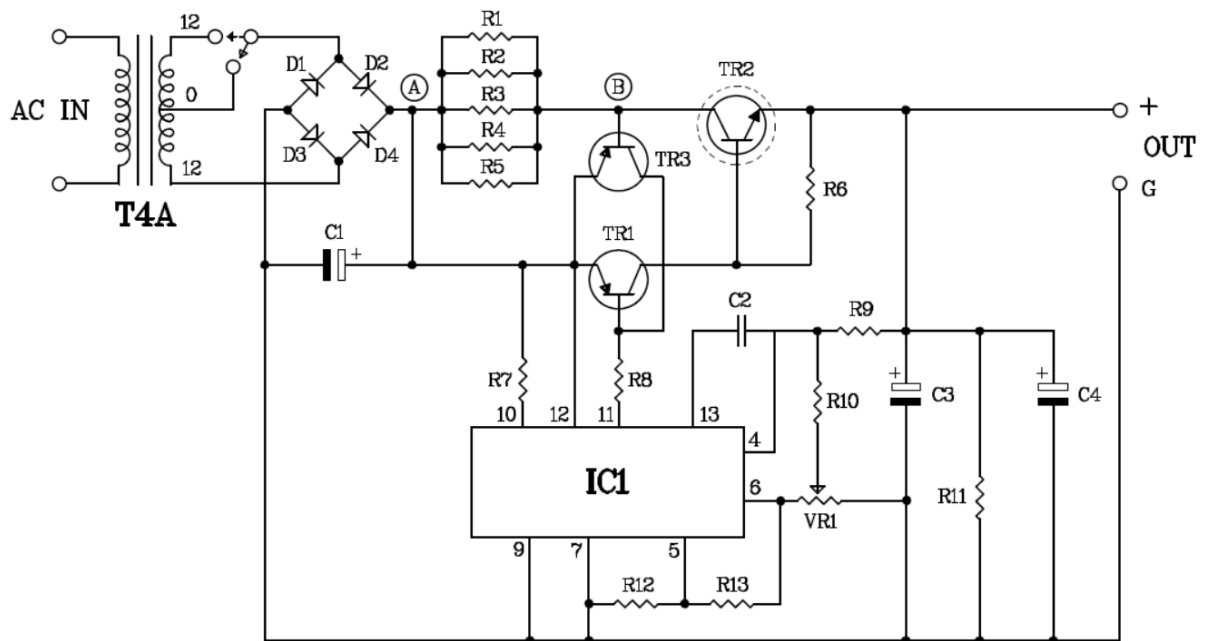 12
0
12
AC IN
T4A
D1
D2
D3
D4
A
R1
R2
R3
R4
R5
B
TR2
TR3
+
OUT
G
R6
C1
+
TR1
C2
R9
R7
R8
R10
+
C3
+
C4
10
12
11
13
4
6
IC1
VR1
R11
9
7
5
R12
R13